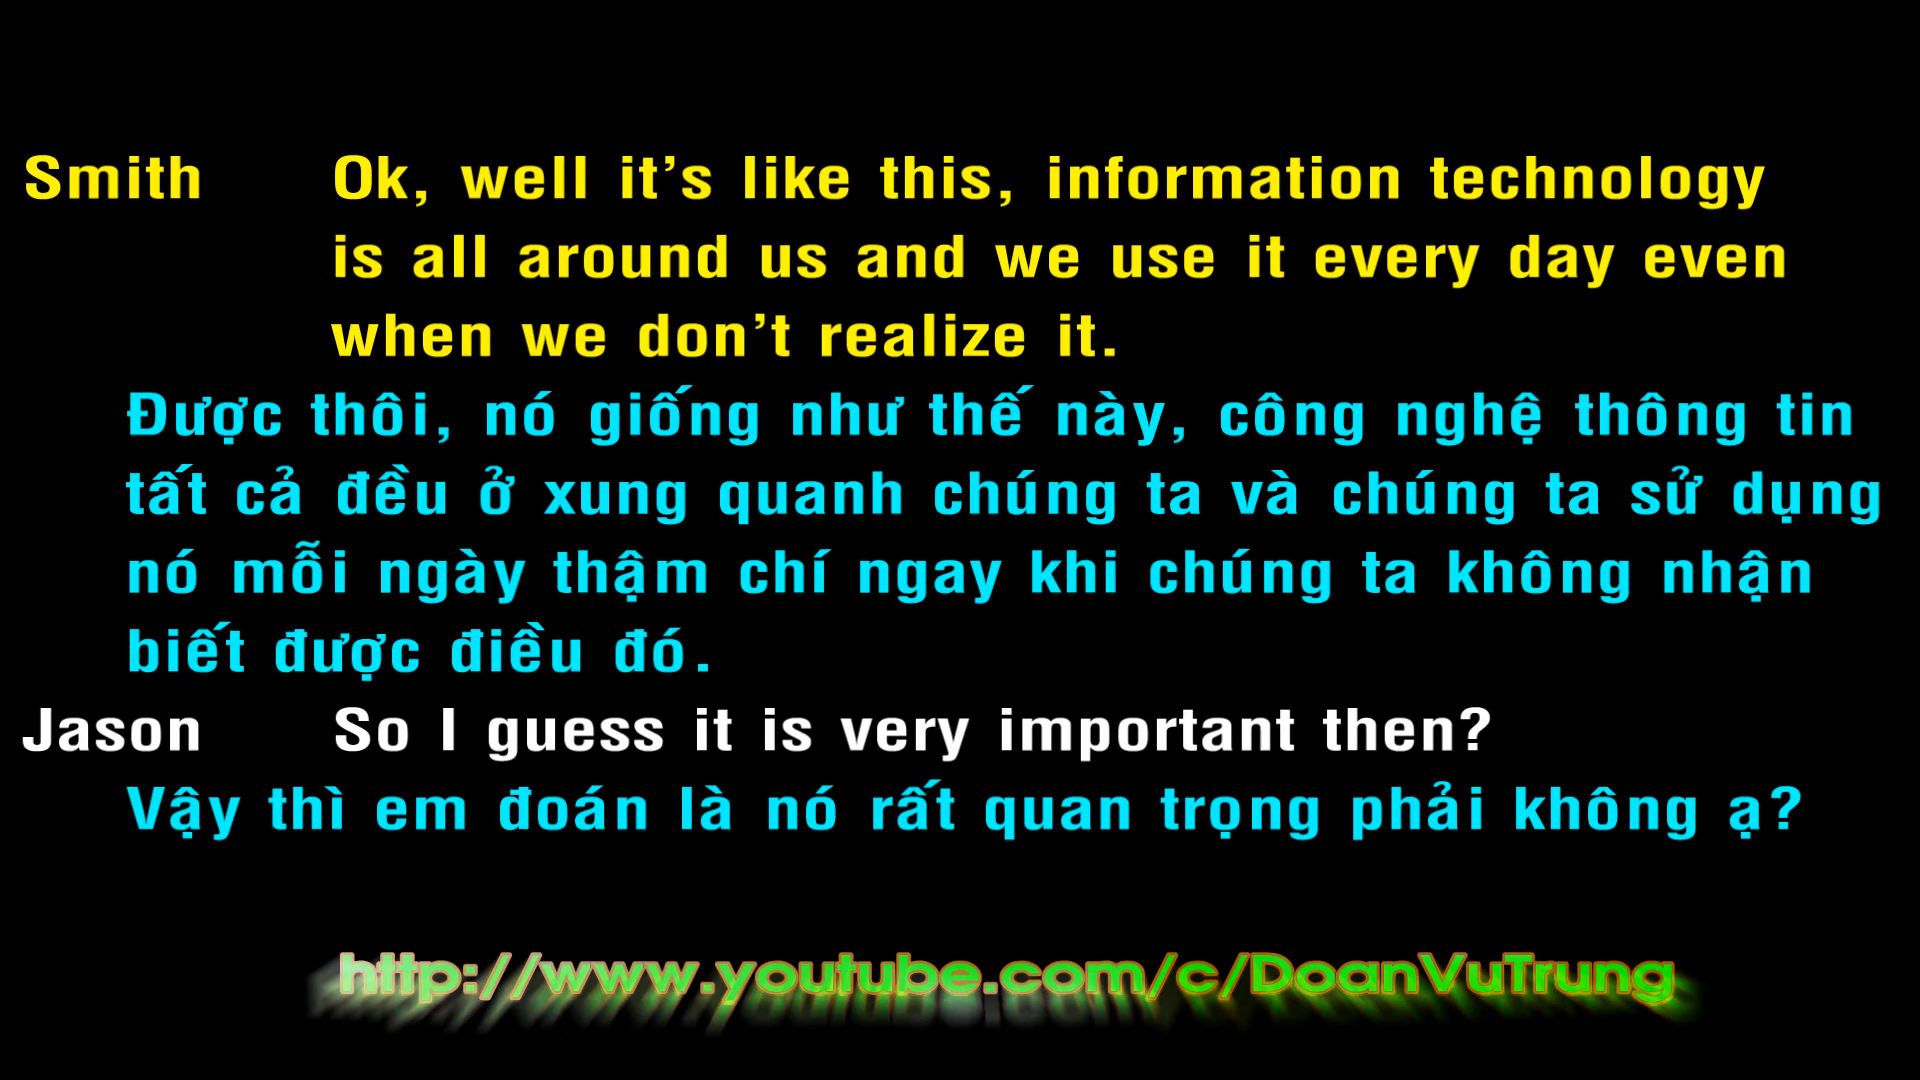 Smith Ok, well it’s like this, information technology
is all around us and we use it every day even
when we don’t realize it.
Được thôi, nó giống như thế này, công nghệ thông tin
tất cả đều ở xung quanh chúng ta và chúng ta sử dụng
nó mỗi ngày thậm chí ngay khi chúng ta không nhận
biết được điều đó.
Jason So I guess it is very important then?
Vậy thì em đoán là nó rất quan trọng phải không ạ?
http://www.youtube.com/c/DoanVuTrung